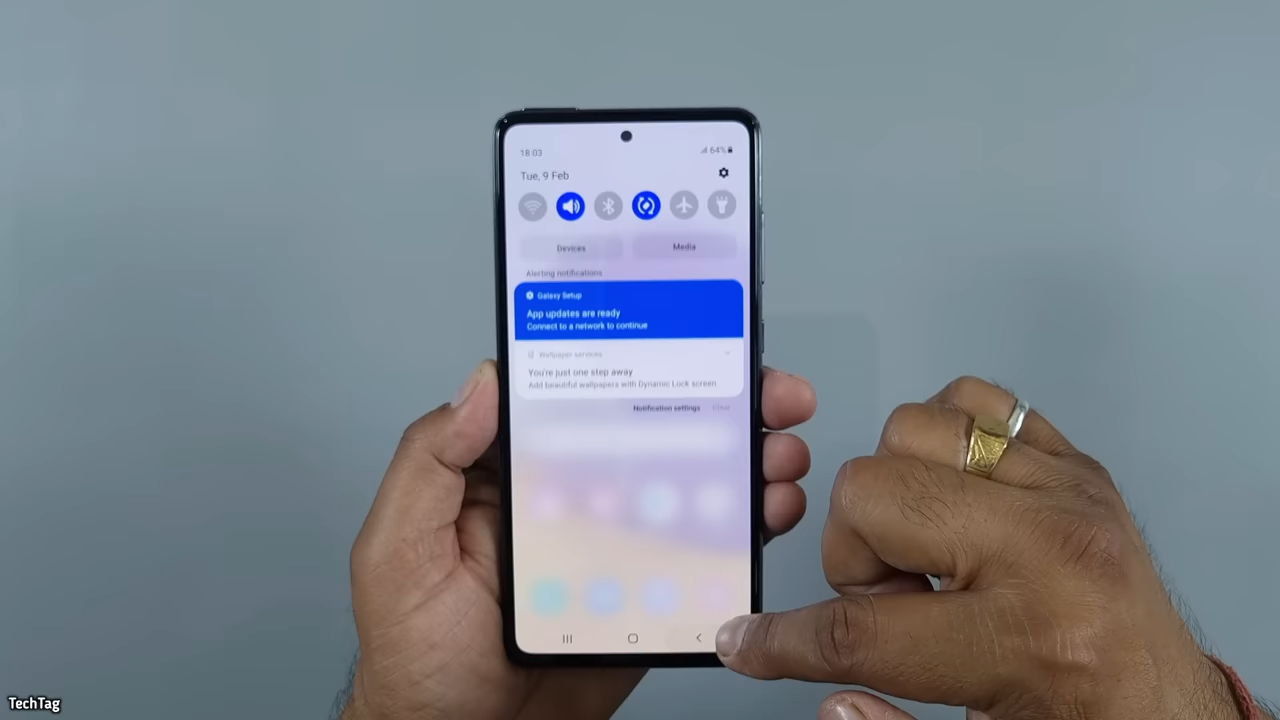 18:03
64%
Tue, 9 Feb
Devices
Media
Alerting notifications
Galaxy Setup
App updates are ready
Connect to a network to continue
Wallpaper services
You're just one step away
Add beautiful wallpapers with Dynamic Lock screen
Notification settings
TechTag